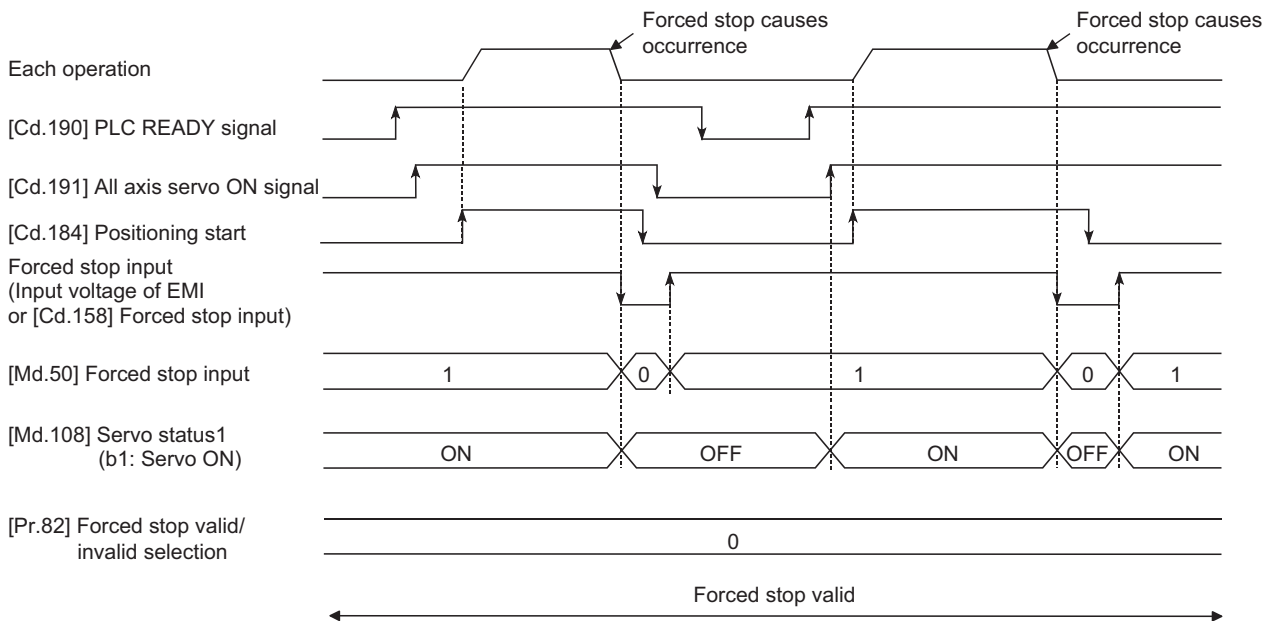 Forced stop causes
occurrence
Forced stop causes
occurrence
Each operation
[Cd.190] PLC READY signal
[Cd.191] All axis servo ON signal
[Cd.184] Positioning start
Forced stop input
(Input voltage of EMI
or [Cd.158] Forced stop input)
[Md.50] Forced stop input
1 0 1 0 1
[Md.108] Servo status1
(b1: Servo ON)
ON OFF ON OFF ON
[Pr.82] Forced stop valid/
invalid selection
0
Forced stop valid